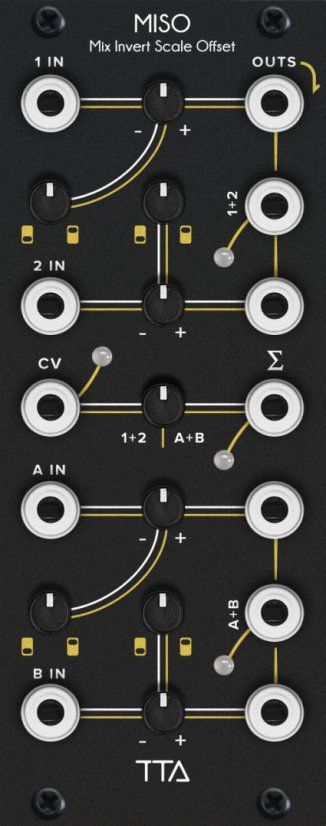 MISO
Mix Invert Scale Offset
1 IN
OUTS
- +
1+2
2 IN
- +
CV
Σ
1+2
A+B
A IN
- +
A+B
B IN
- +
TTA